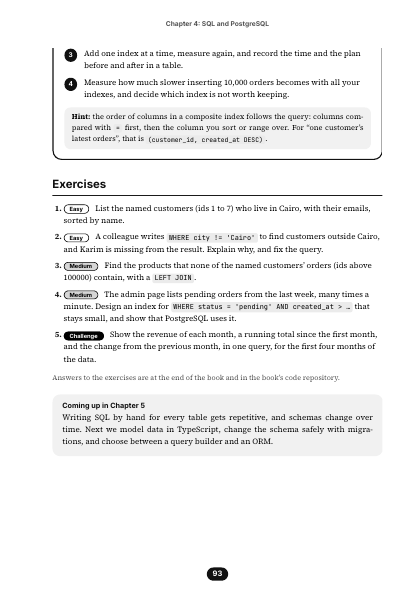 Chapter 4: SQL and PostgreSQL
3 Add one index at a time, measure again, and record the time and the plan
before and after in a table.
4 Measure how much slower inserting 10,000 orders becomes with all your
indexes, and decide which index is not worth keeping.
Hint: the order of columns in a composite index follows the query: columns com-
pared with = first, then the column you sort or range over. For “one customer’s
latest orders”, that is (customer_id, created_at DESC) .
Exercises
1. Easy List the named customers (ids 1 to 7) who live in Cairo, with their emails,
sorted by name.
2. Easy A colleague writes WHERE city != 'Cairo' to find customers outside Cairo,
and Karim is missing from the result. Explain why, and fix the query.
3. Medium Find the products that none of the named customers’ orders (ids above
100000) contain, with a LEFT JOIN .
4. Medium The admin page lists pending orders from the last week, many times a
minute. Design an index for WHERE status = 'pending' AND created_at > … that
stays small, and show that PostgreSQL uses it.
5. Challenge Show the revenue of each month, a running total since the first month,
and the change from the previous month, in one query, for the first four months of
the data.
Answers to the exercises are at the end of the book and in the book’s code repository.
Coming up in Chapter 5
Writing SQL by hand for every table gets repetitive, and schemas change over
time. Next we model data in TypeScript, change the schema safely with migra-
tions, and choose between a query builder and an ORM.
93